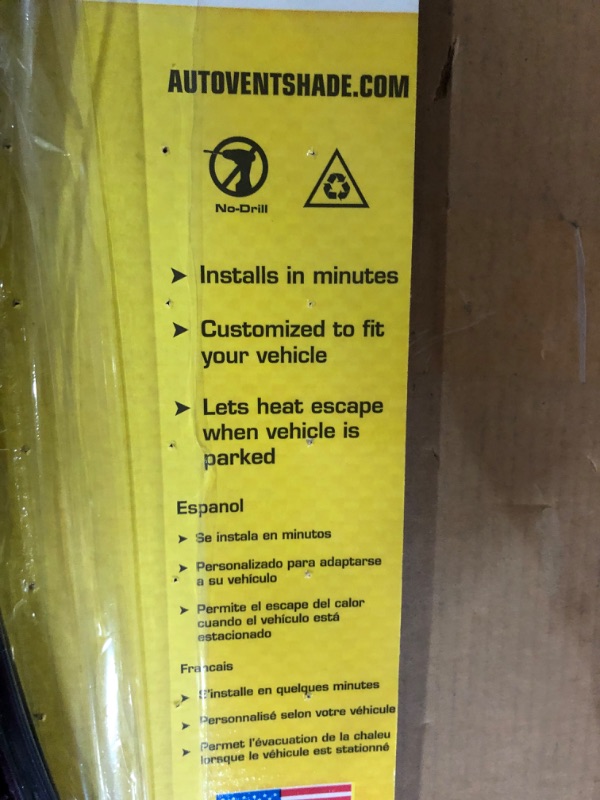 AUTOVENTSHADE.COM
No-Drill
➤ Installs in minutes
➤ Customized to fit
your vehicle
➤ Lets heat escape
when vehicle is
parked
Espanol
➤ Se instala en minutos
➤ Personalizado para adaptarse
a su vehículo
➤ Permite el escape del calor
cuando el vehículo está
estacionado
Francais
➤ S'installe en quelques minutes
➤ Personnalisé selon votre véhicule
➤ Permet l'évacuation de la chaleu
lorsque le véhicule est stationné